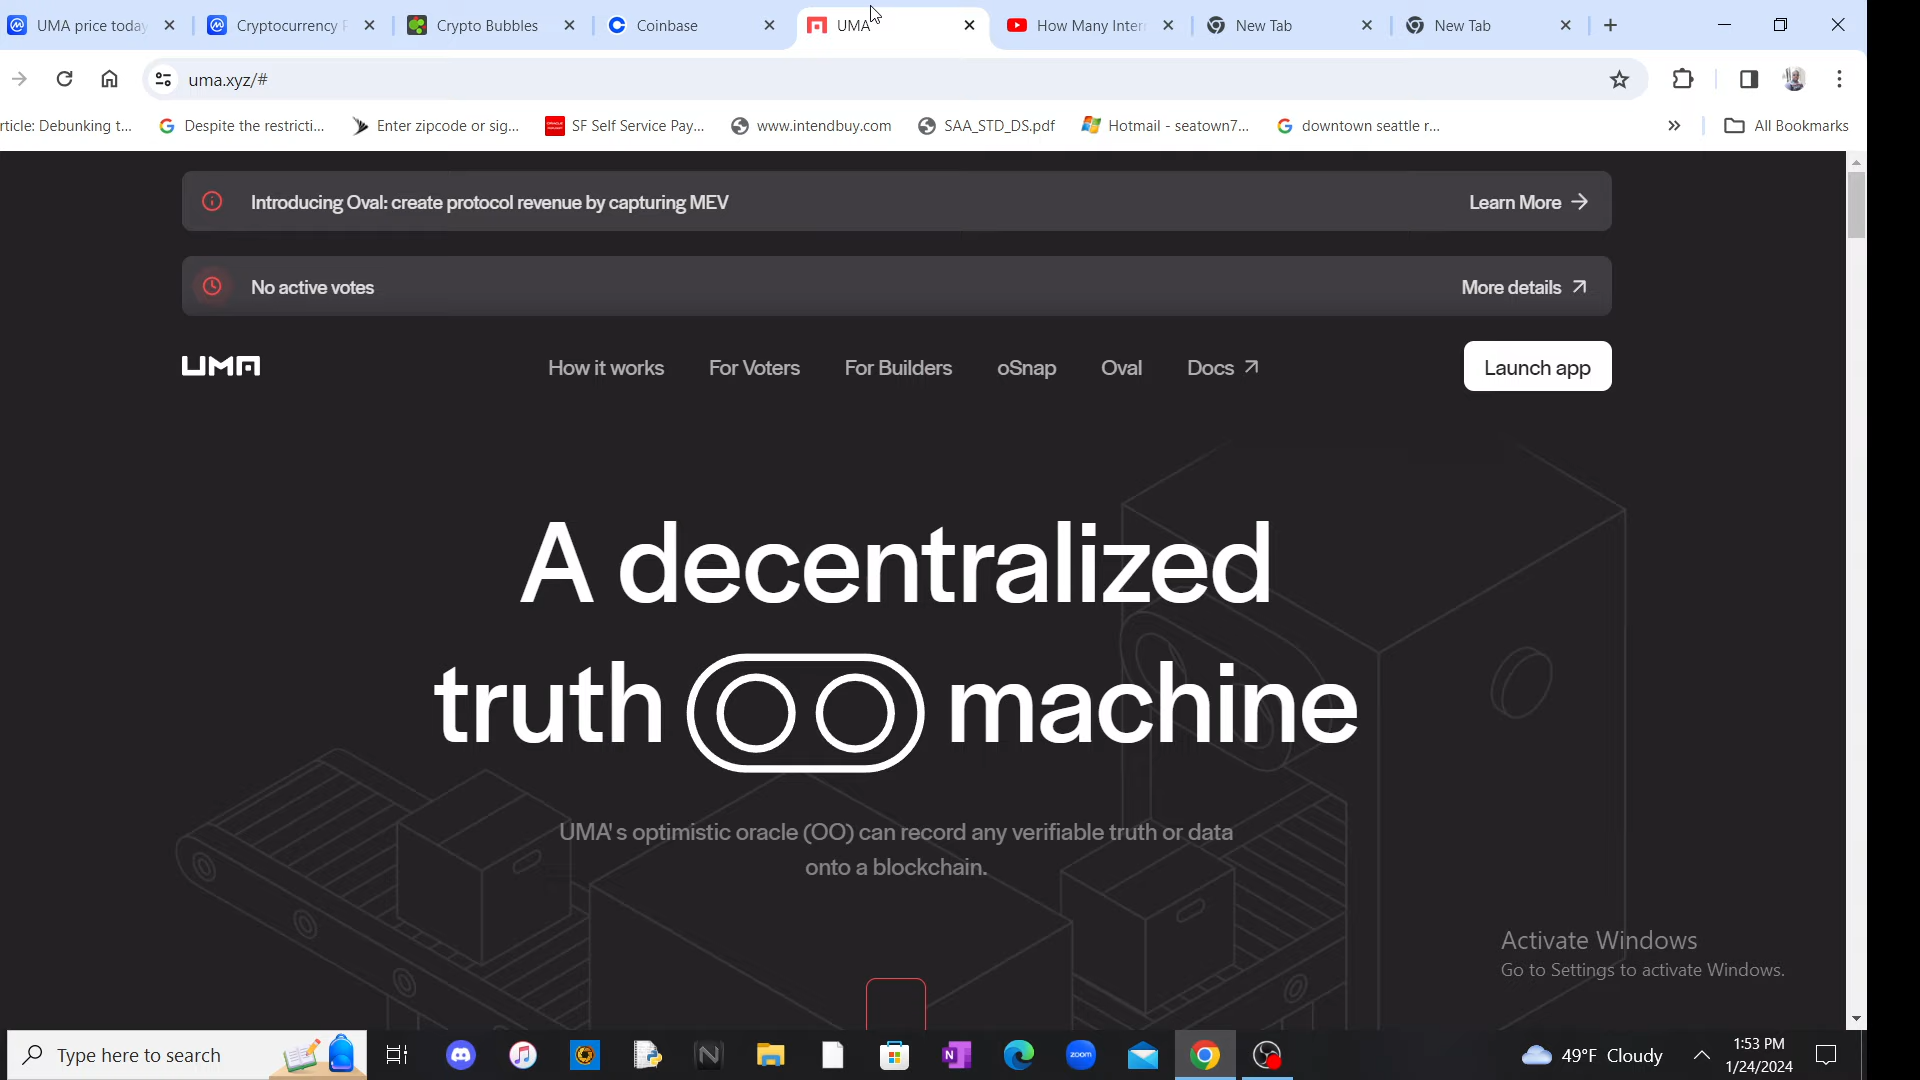 UMA price today
Cryptocurrency P
Crypto Bubbles
Coinbase
UMA
How Many Intern
New Tab
New Tab
uma.xyz/#
rticle: Debunking t...
Despite the restricti...
Enter zipcode or sig...
SF Self Service Pay...
www.intendbuy.com
SAA_STD_DS.pdf
Hotmail - seatown7...
downtown seattle r...
All Bookmarks
Introducing Oval: create protocol revenue by capturing MEV
Learn More →
No active votes
More details ↗
UMA
How it works
For Voters
For Builders
oSnap
Oval
Docs ↗
Launch app
A decentralized
truth OO machine
UMA's optimistic oracle (OO) can record any verifiable truth or data
onto a blockchain.
Activate Windows
Go to Settings to activate Windows.
Type here to search
zoom
49°F Cloudy
1:53 PM
1/24/2024